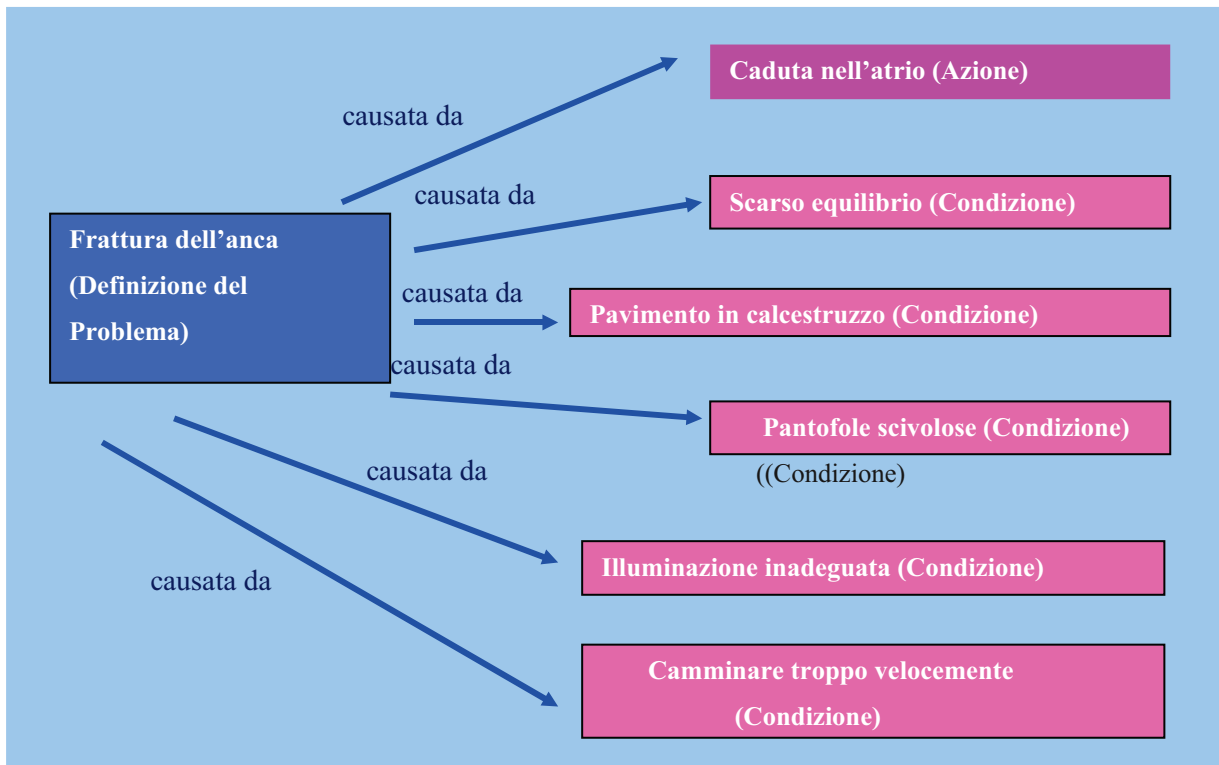 Caduta nell’atrio (Azione)
causata da
causata da
Scarso equilibrio (Condizione)
Frattura dell’anca
(Definizione del
Problema)
causata da
Pavimento in calcestruzzo (Condizione)
causata da
Pantofole scivolose (Condizione)
((Condizione)
causata da
Illuminazione inadeguata (Condizione)
causata da
Camminare troppo velocemente
(Condizione)